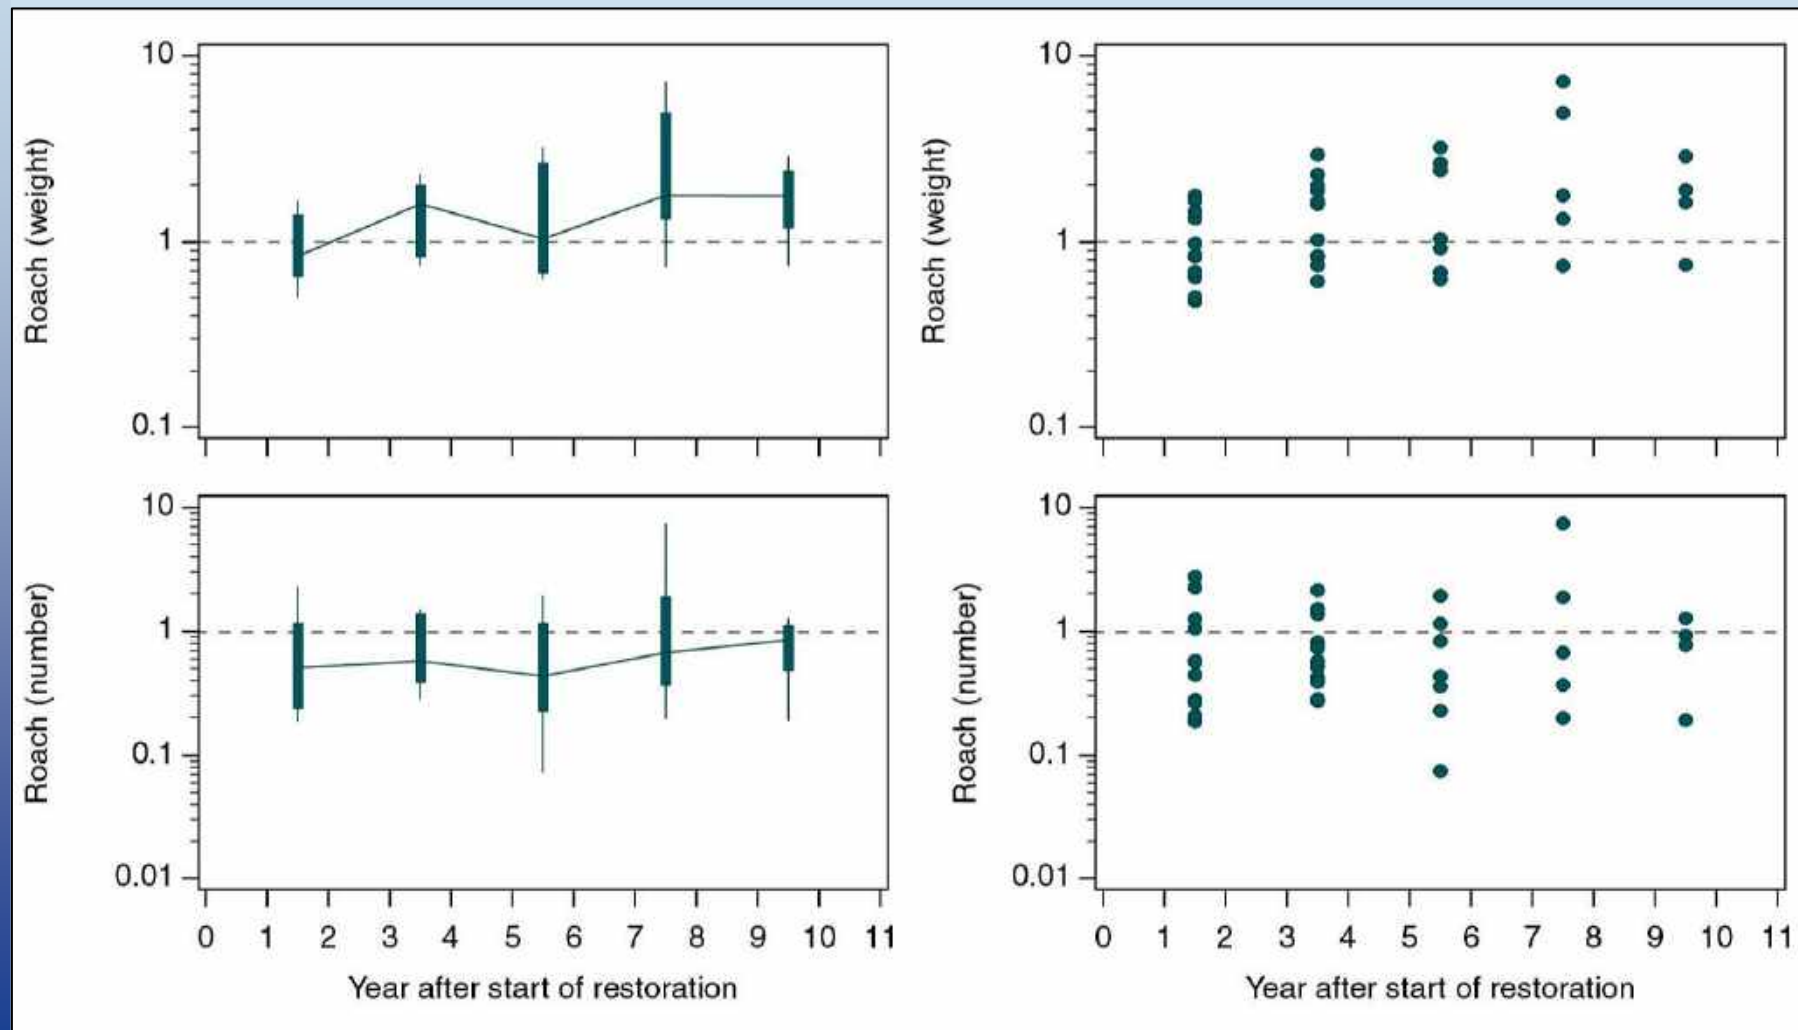 Roach (weight)
10
1
0.1
Roach (weight)
10
1
0.1
Roach (number)
10
1
0.1
0.01
0 1 2 3 4 5 6 7 8 9 10 11
Year after start of restoration
Roach (number)
10
1
0.1
0.01
0 1 2 3 4 5 6 7 8 9 10 11
Year after start of restoration